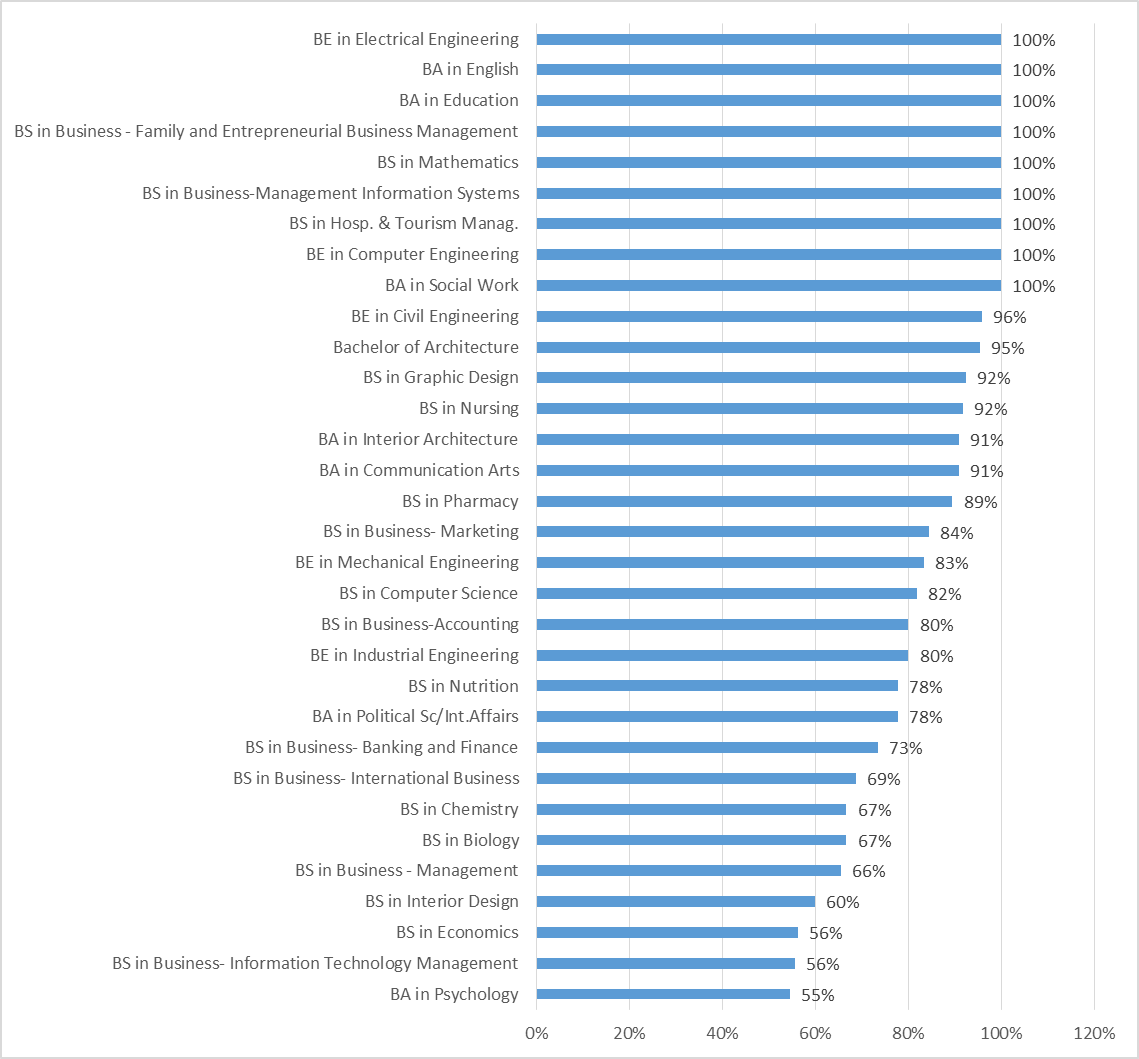 BE in Electrical Engineering 100%
BA in English 100%
BA in Education 100%
BS in Business - Family and Entrepreneurial Business Management 100%
BS in Mathematics 100%
BS in Business-Management Information Systems 100%
BS in Hosp. & Tourism Manag. 100%
BE in Computer Engineering 100%
BA in Social Work 100%
BE in Civil Engineering 96%
Bachelor of Architecture 95%
BS in Graphic Design 92%
BS in Nursing 92%
BA in Interior Architecture 91%
BA in Communication Arts 91%
BS in Pharmacy 89%
BS in Business- Marketing 84%
BE in Mechanical Engineering 83%
BS in Computer Science 82%
BS in Business-Accounting 80%
BE in Industrial Engineering 80%
BS in Nutrition 78%
BA in Political Sc/Int.Affairs 78%
BS in Business- Banking and Finance 73%
BS in Business- International Business 69%
BS in Chemistry 67%
BS in Biology 67%
BS in Business - Management 66%
BS in Interior Design 60%
BS in Economics 56%
BS in Business- Information Technology Management 56%
BA in Psychology 55%
0% 20% 40% 60% 80% 100% 120%